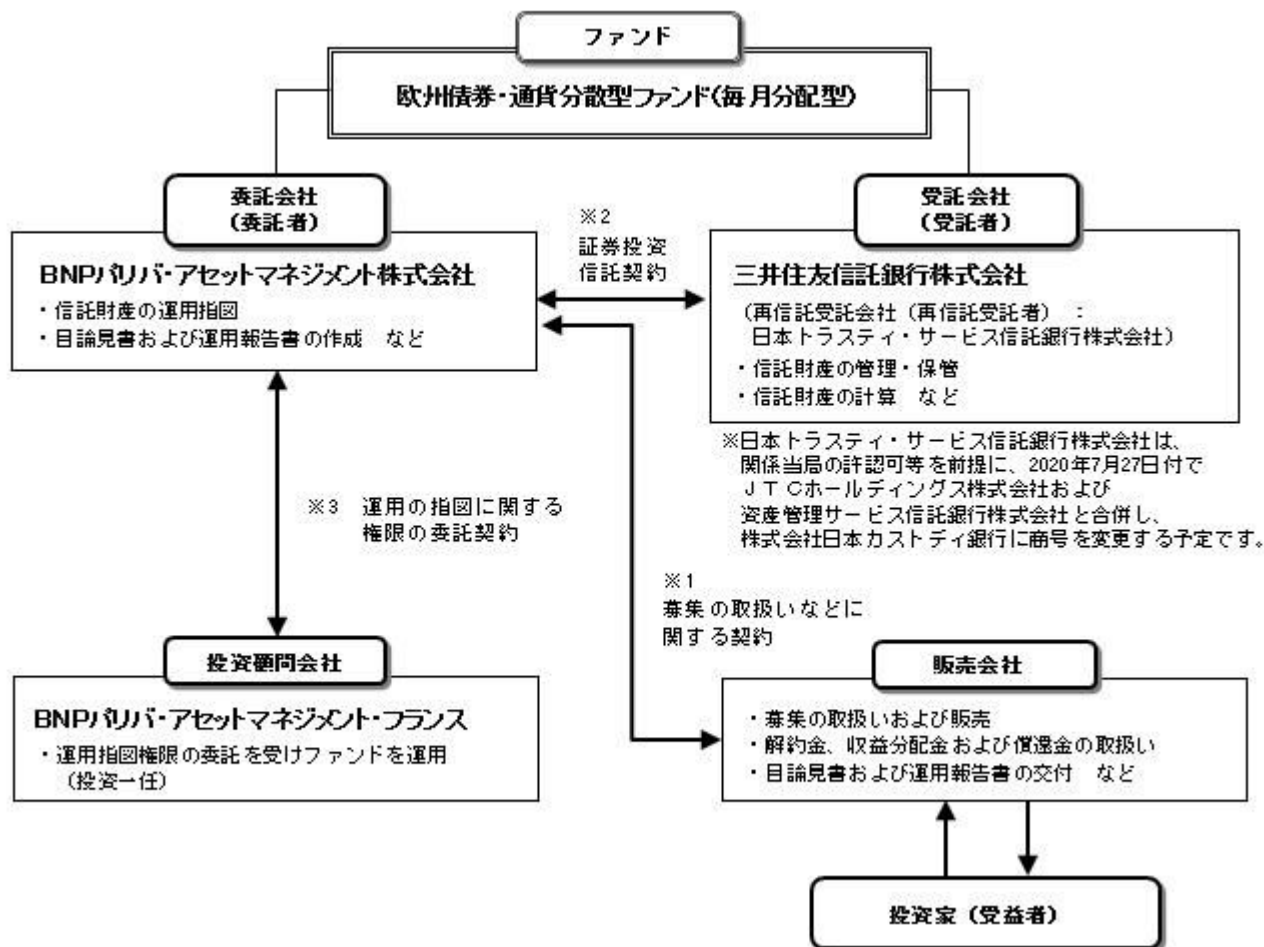 ファンド
欧州債券・通貨分散型ファンド(毎月分配型)
委託会社
(委託者)
BNPパリバ・アセットマネジメント株式会社
・信託財産の運用指図
・目論見書および運用報告書の作成 など
※2
証券投資
信託契約
受託会社
(受託者)
三井住友信託銀行株式会社
(再信託受託会社(再信託受託者) :
日本トラスティ・サービス信託銀行株式会社)
・信託財産の管理・保管
・信託財産の計算 など
※日本トラスティ・サービス信託銀行株式会社は、
関係当局の許認可等を前提に、2020年7月27日付で
JTCホールディングス株式会社および
資産管理サービス信託銀行株式会社と合併し、
株式会社日本カストディ銀行に商号を変更する予定です。
※3 運用の指図に関する
権限の委託契約
※1
募集の取扱いなどに
関する契約
投資顧問会社
BNPパリバ・アセットマネジメント・フランス
・運用指図権限の委託を受けファンドを運用
(投資一任)
販売会社
・募集の取扱いおよび販売
・解約金、収益分配金および償還金の取扱い
・目論見書および運用報告書の交付 など
投資家(受益者)